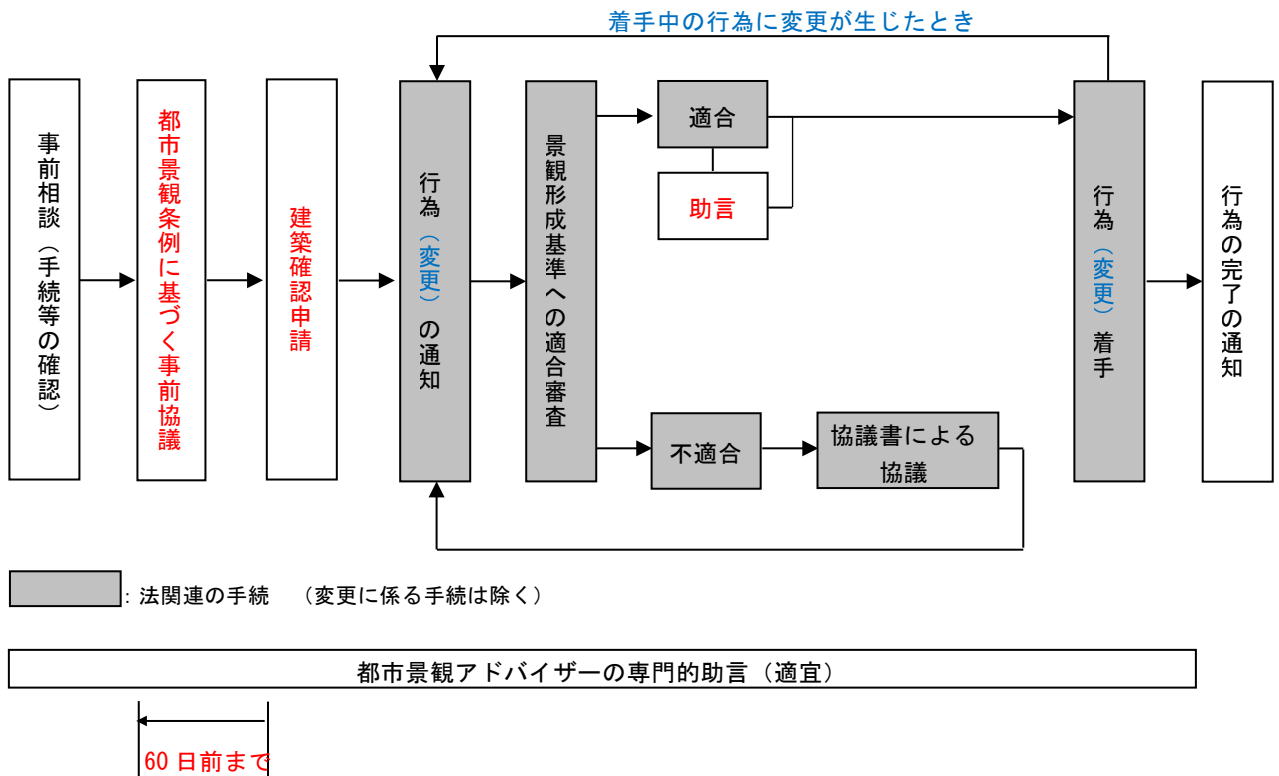 着手中の行為に変更が生じたとき
事前相談（手続等の確認）
都市景観条例に基づく事前協議
建築確認申請
行為（変更）の通知
景観形成基準への適合審査
適合
助言
不適合
協議書による
協議
行為（変更）着手
行為の完了の通知
：法関連の手続　（変更に係る手続は除く）
都市景観アドバイザーの専門的助言（適宜）
60日前まで